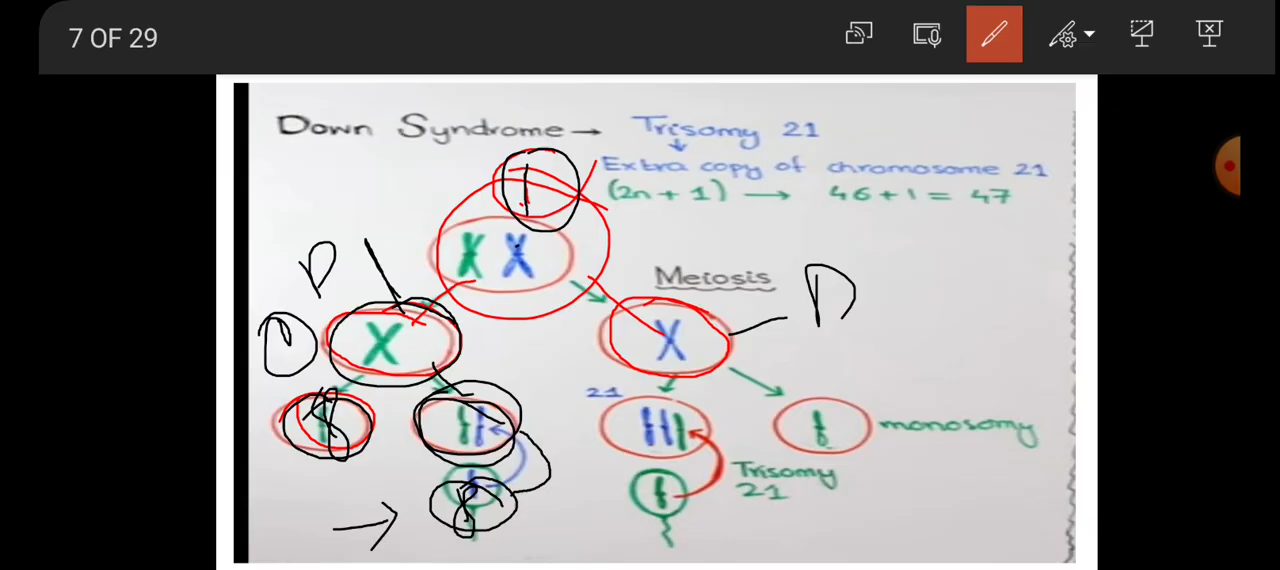 7 OF 29
Down Syndrome → Trisomy 21
Extra copy of chromosome 21
(2n + 1) → 46 + 1 = 47
Meiosis
D
D
21
monosomy
Trisomy
21